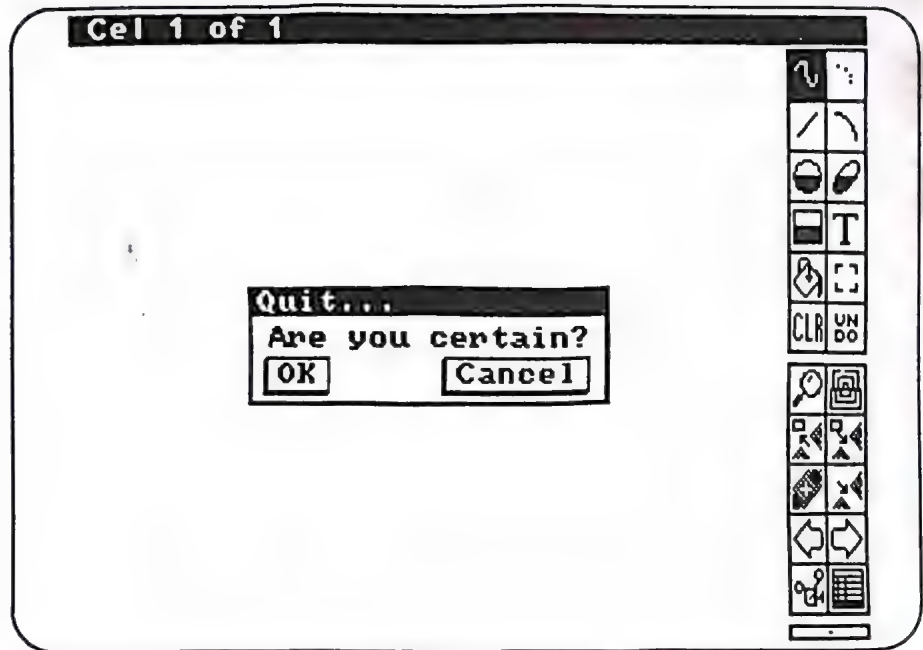 Cel 1 of 1
T
CLR
UN
DO
Quit...
Are you certain?
OK
Cancel